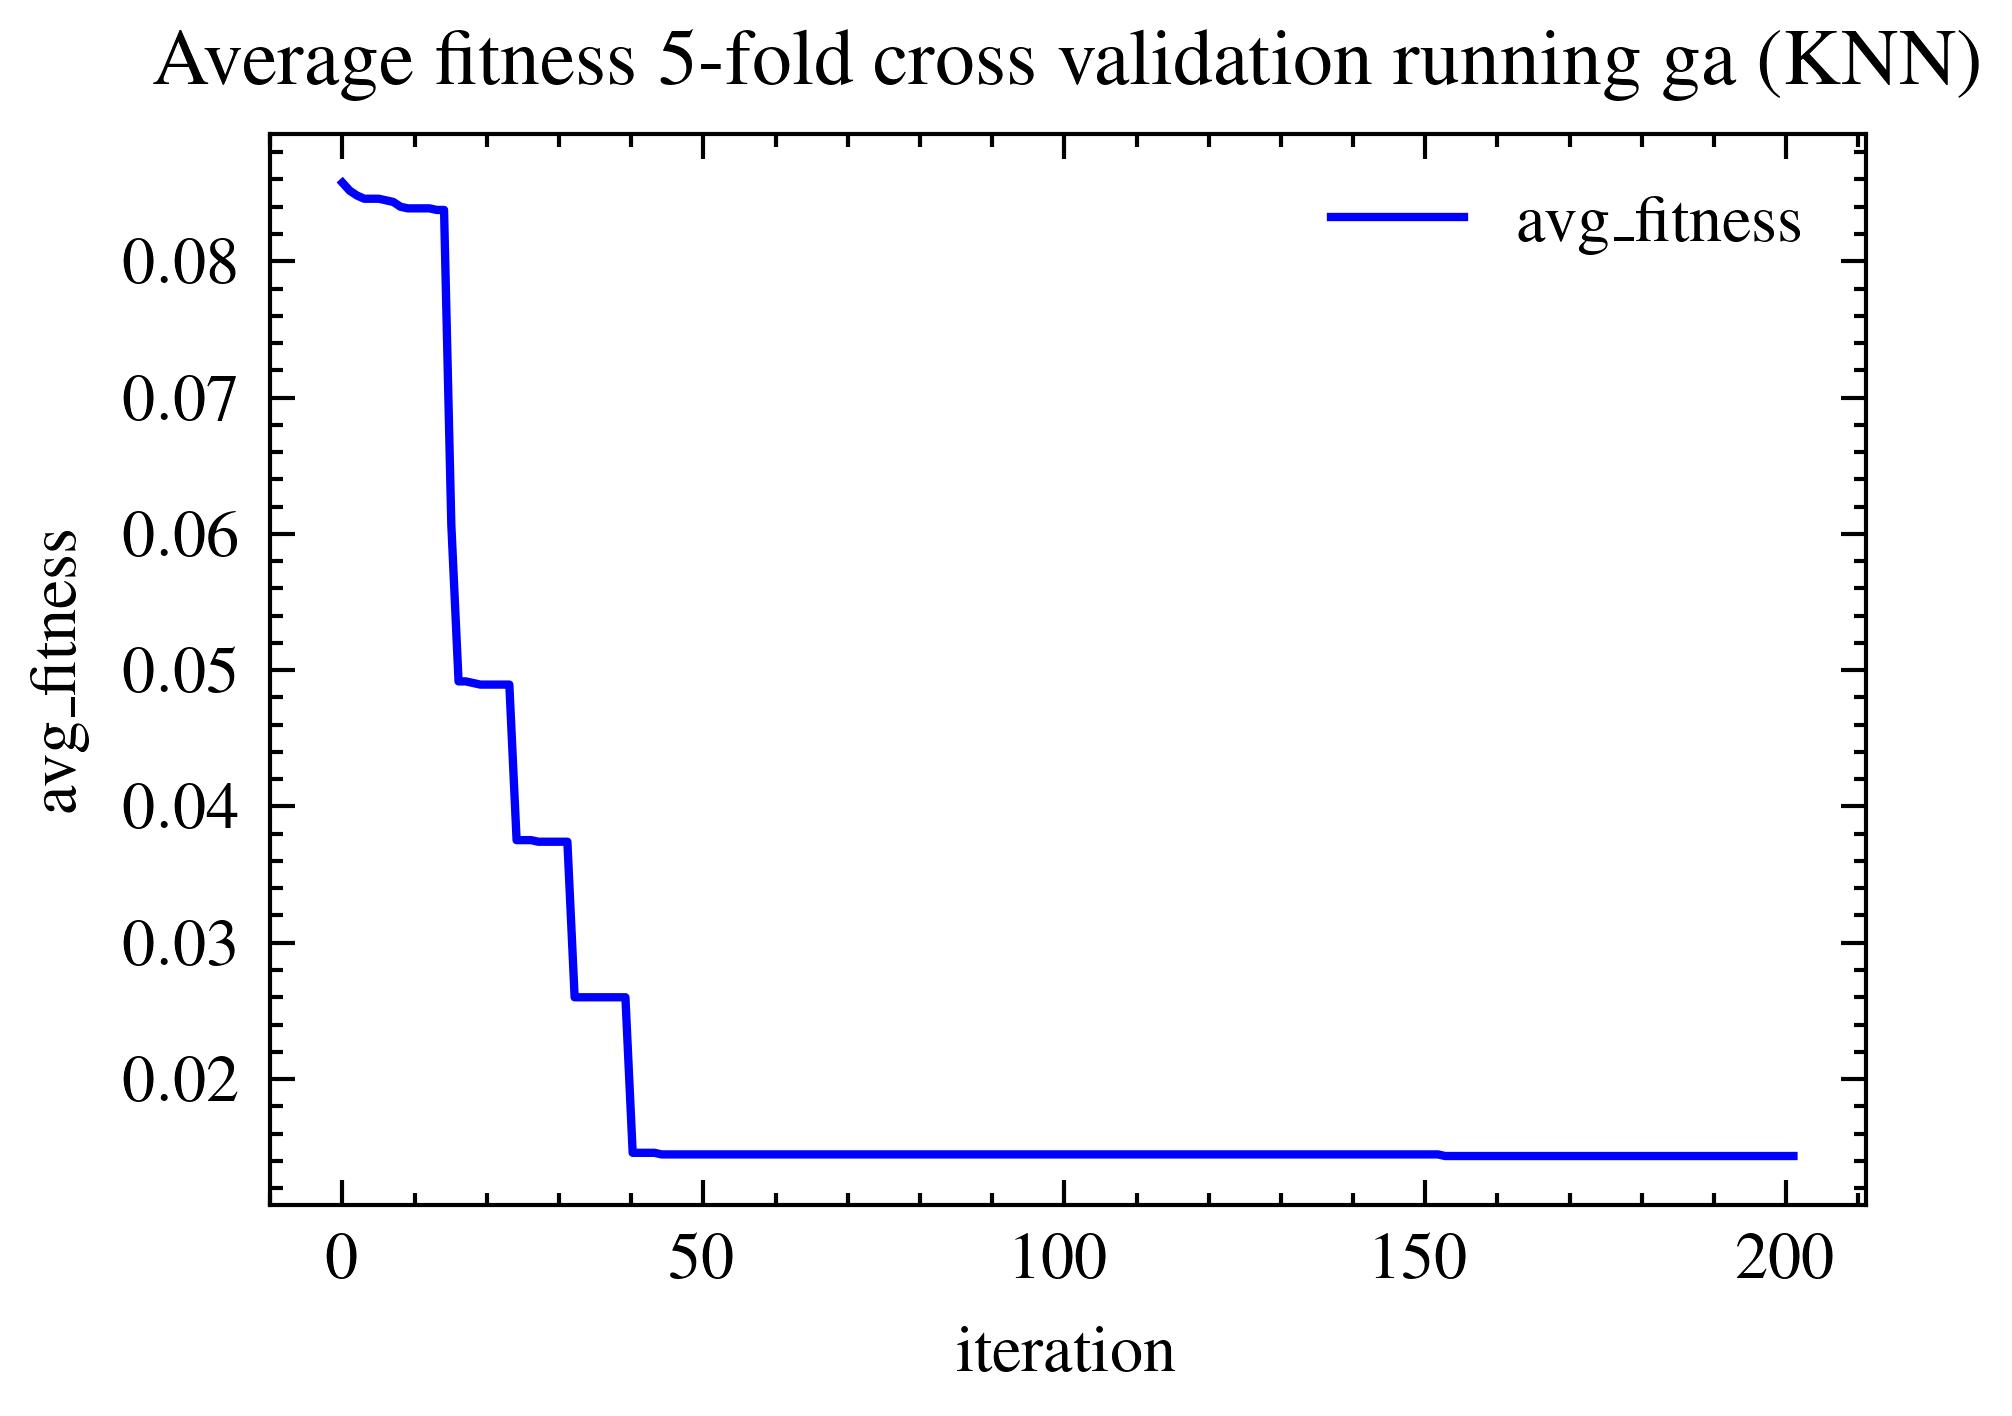 Average fitness 5-fold cross validation running ga (KNN)
avg_fitness
0.08
0.07
0.06
0.05
0.04
0.03
0.02
avg_fitness
0 50 100 150 200
iteration